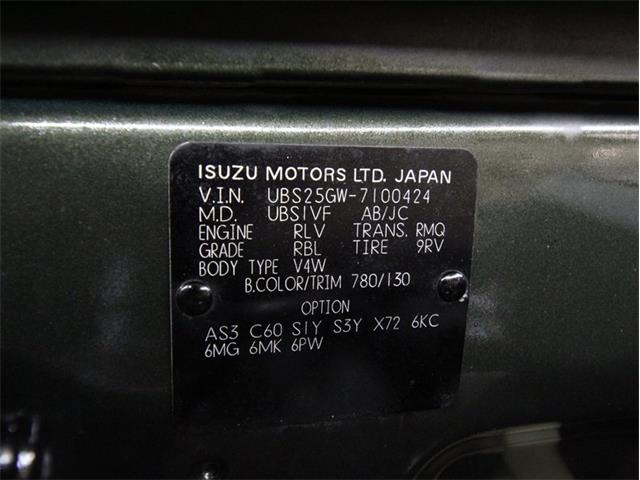 ISUZU MOTORS LTD. JAPAN
V.I.N. UBS25GW-7100424
M.D. UBS1VF AB/JC
ENGINE RLV TRANS. RMQ
GRADE RBL TIRE 9RV
BODY TYPE V4W
B.COLOR/TRIM 780/130
OPTION
AS3 C60 S1Y S3Y X72 6KC
6MG 6MK 6PW